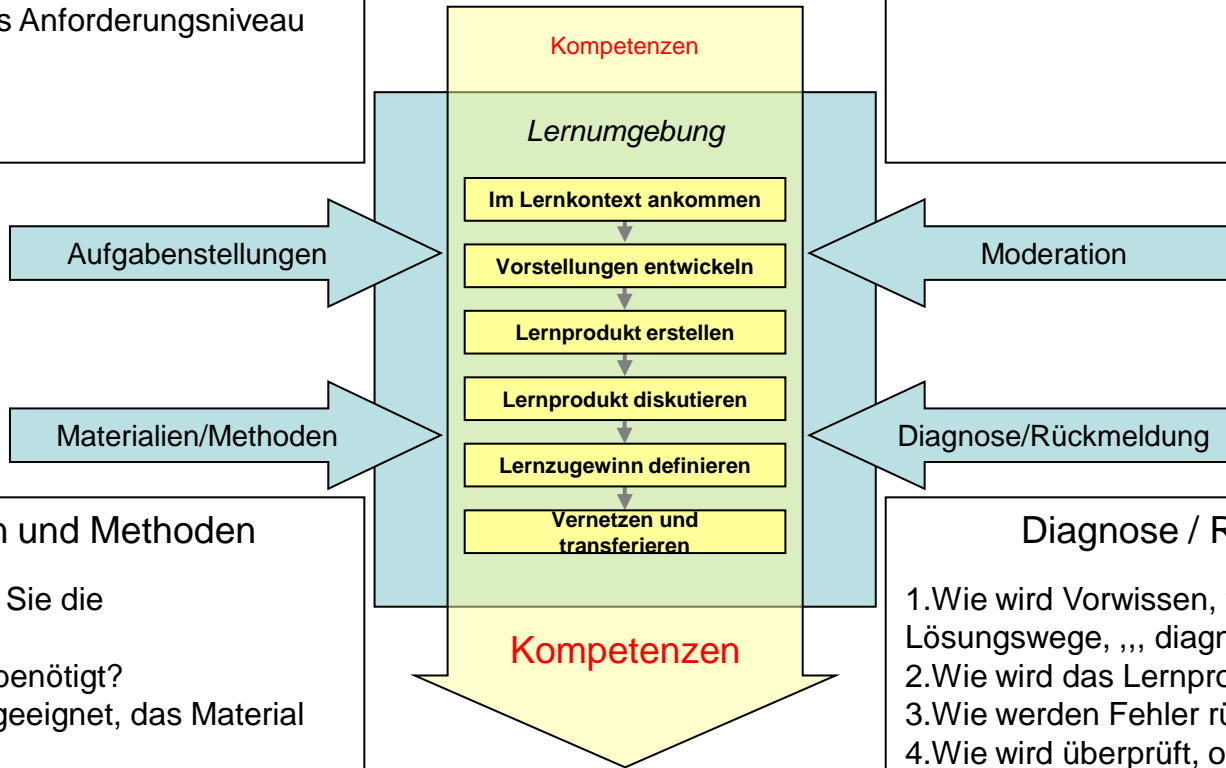 s Anforderungsniveau
Kompetenzen
Lernumgebung
Im Lernkontext ankommen
Aufgabenstellungen
Vorstellungen entwickeln
Moderation
Lernprodukt erstellen
Lernprodukt diskutieren
Materialien/Methoden
Diagnose/Rückmeldung
Lernzugewinn definieren
Vernetzen und
transferieren
n und Methoden
Sie die
benötigt?
geeignet, das Material
Kompetenzen
Diagnose / R
1.Wie wird Vorwissen,
Lösungswege, ,,, diagn
2.Wie wird das Lernpro
3.Wie werden Fehler rü
4.Wie wird überprüft, o